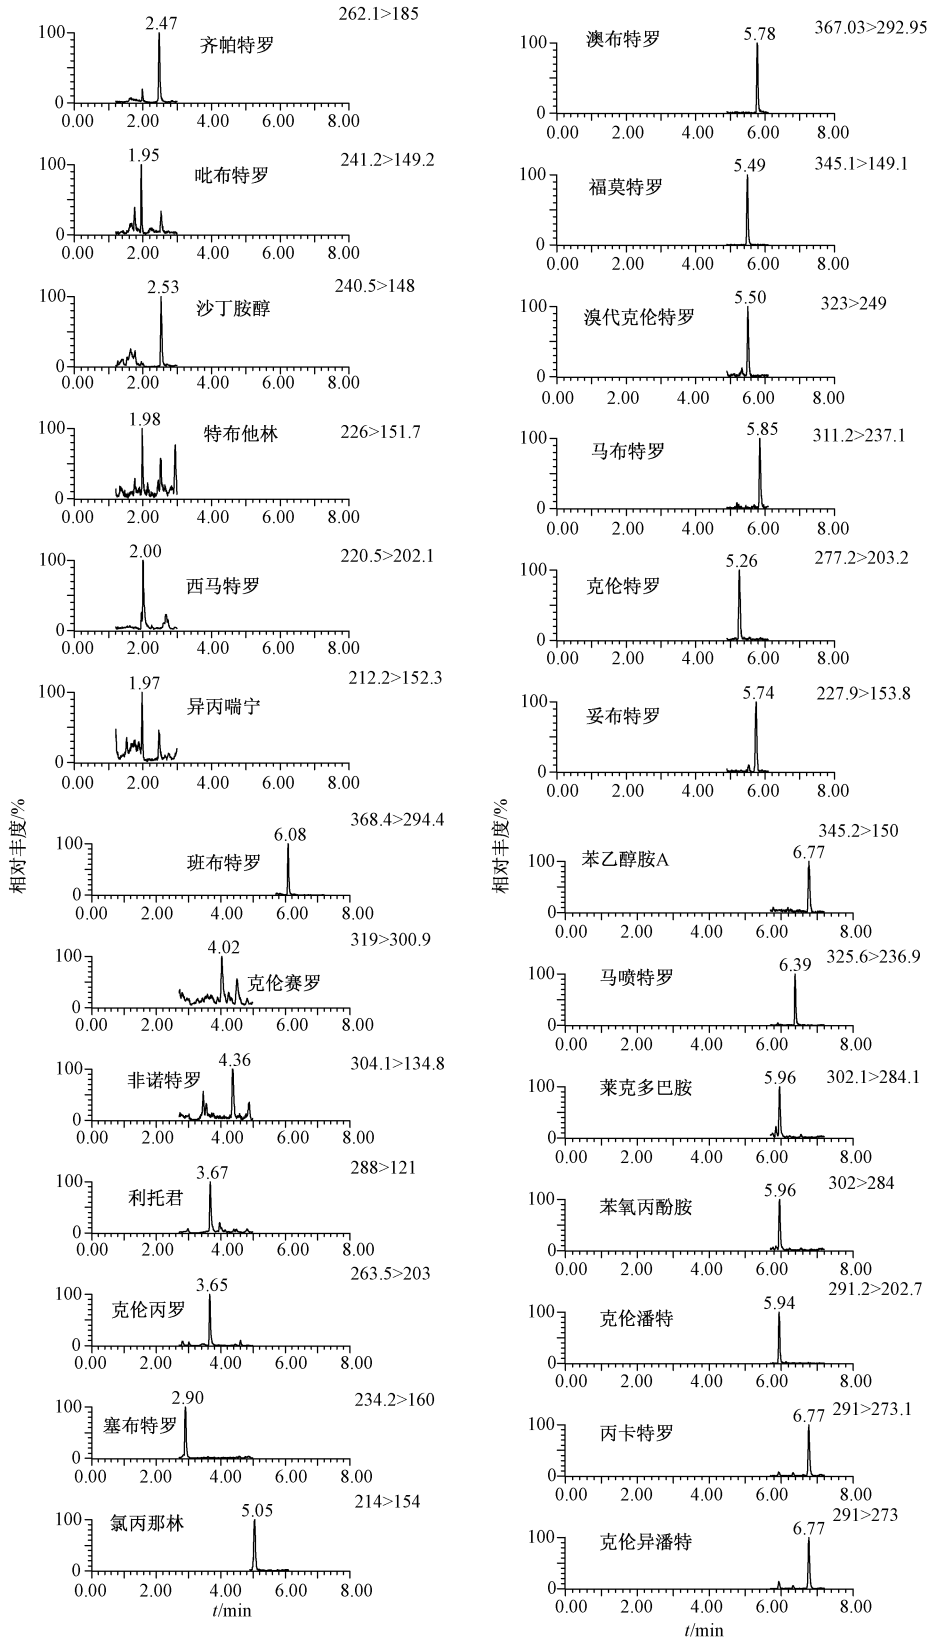 262.1>185
2.47
齐帕特罗
100
0
0.00 2.00 4.00 6.00 8.00
241.2>149.2
1.95
吡布特罗
100
0
0.00 2.00 4.00 6.00 8.00
240.5>148
2.53
沙丁胺醇
100
0
0.00 2.00 4.00 6.00 8.00
226>151.7
1.98
特布他林
100
0
0.00 2.00 4.00 6.00 8.00
220.5>202.1
2.00
西马特罗
100
0
0.00 2.00 4.00 6.00 8.00
212.2>152.3
1.97
异丙喘宁
100
0
0.00 2.00 4.00 6.00 8.00
相对丰度/%
368.4>294.4
6.08
班布特罗
100
0
0.00 2.00 4.00 6.00 8.00
319>300.9
4.02
克伦赛罗
100
0
0.00 2.00 4.00 6.00 8.00
304.1>134.8
4.36
非诺特罗
100
0
0.00 2.00 4.00 6.00 8.00
288>121
3.67
利托君
100
0
0.00 2.00 4.00 6.00 8.00
263.5>203
3.65
克伦丙罗
100
0
0.00 2.00 4.00 6.00 8.00
234.2>160
2.90
塞布特罗
100
0
0.00 2.00 4.00 6.00 8.00
214>154
5.05
氯丙那林
100
0
0.00 2.00 4.00 6.00 8.00
t/min
367.03>292.95
5.78
澳布特罗
100
0
0.00 2.00 4.00 6.00 8.00
345.1>149.1
5.49
福莫特罗
100
0
0.00 2.00 4.00 6.00 8.00
323>249
5.50
溴代克伦特罗
100
0
0.00 2.00 4.00 6.00 8.00
311.2>237.1
5.85
马布特罗
100
0
0.00 2.00 4.00 6.00 8.00
277.2>203.2
5.26
克伦特罗
100
0
0.00 2.00 4.00 6.00 8.00
227.9>153.8
5.74
妥布特罗
100
0
0.00 2.00 4.00 6.00 8.00
相对丰度/%
345.2>150
6.77
苯乙醇胺A
100
0
0.00 2.00 4.00 6.00 8.00
325.6>236.9
6.39
马喷特罗
100
0
0.00 2.00 4.00 6.00 8.00
302.1>284.1
5.96
莱克多巴胺
100
0
0.00 2.00 4.00 6.00 8.00
302>284
5.96
苯氧丙酚胺
100
0
0.00 2.00 4.00 6.00 8.00
291.2>202.7
5.94
克伦潘特
100
0
0.00 2.00 4.00 6.00 8.00
291>273.1
6.77
丙卡特罗
100
0
0.00 2.00 4.00 6.00 8.00
291>273
6.77
克伦异潘特
100
0
0.00 2.00 4.00 6.00 8.00
t/min